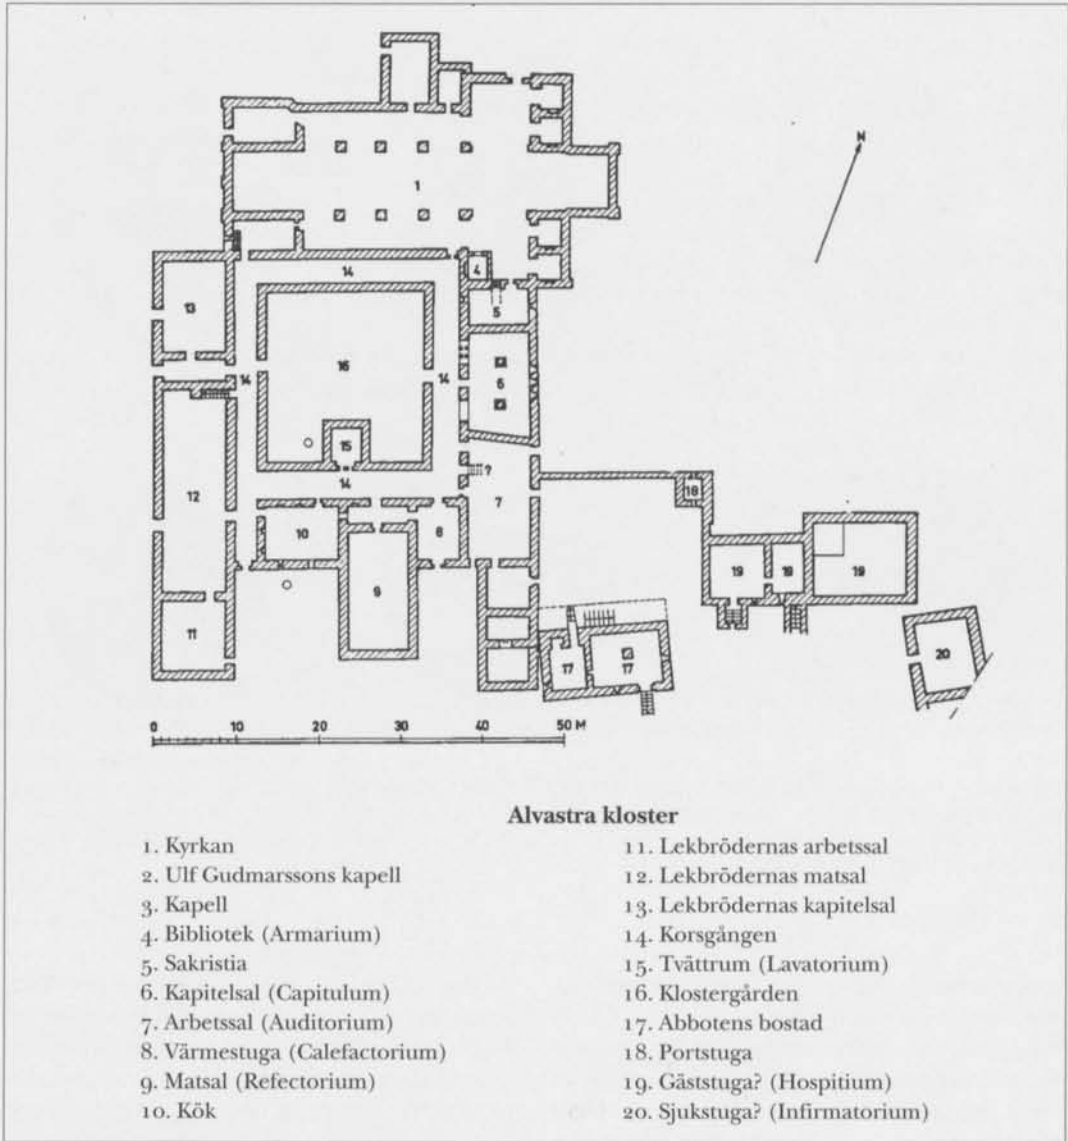 N
1
4
14
5
13
16
6
14
14
15
?
14
12
7
18
10
8
19
19
19
9
11
20
17
17
0 10 20 30 40 50 M
Alvastra kloster
1. Kyrkan
2. Ulf Gudmarssons kapell
3. Kapell
4. Bibliotek (Armarium)
5. Sakristia
6. Kapitelsal (Capitulum)
7. Arbetssal (Auditorium)
8. Värmestuga (Calefactorium)
9. Matsal (Refectorium)
10. Kök
11. Lekbrödernas arbetssal
12. Lekbrödernas matsal
13. Lekbrödernas kapitelsal
14. Korsgången
15. Tvättrum (Lavatorium)
16. Klostergården
17. Abbotens bostad
18. Portstuga
19. Gäststuga? (Hospitium)
20. Sjukstuga? (Infirmatorium)